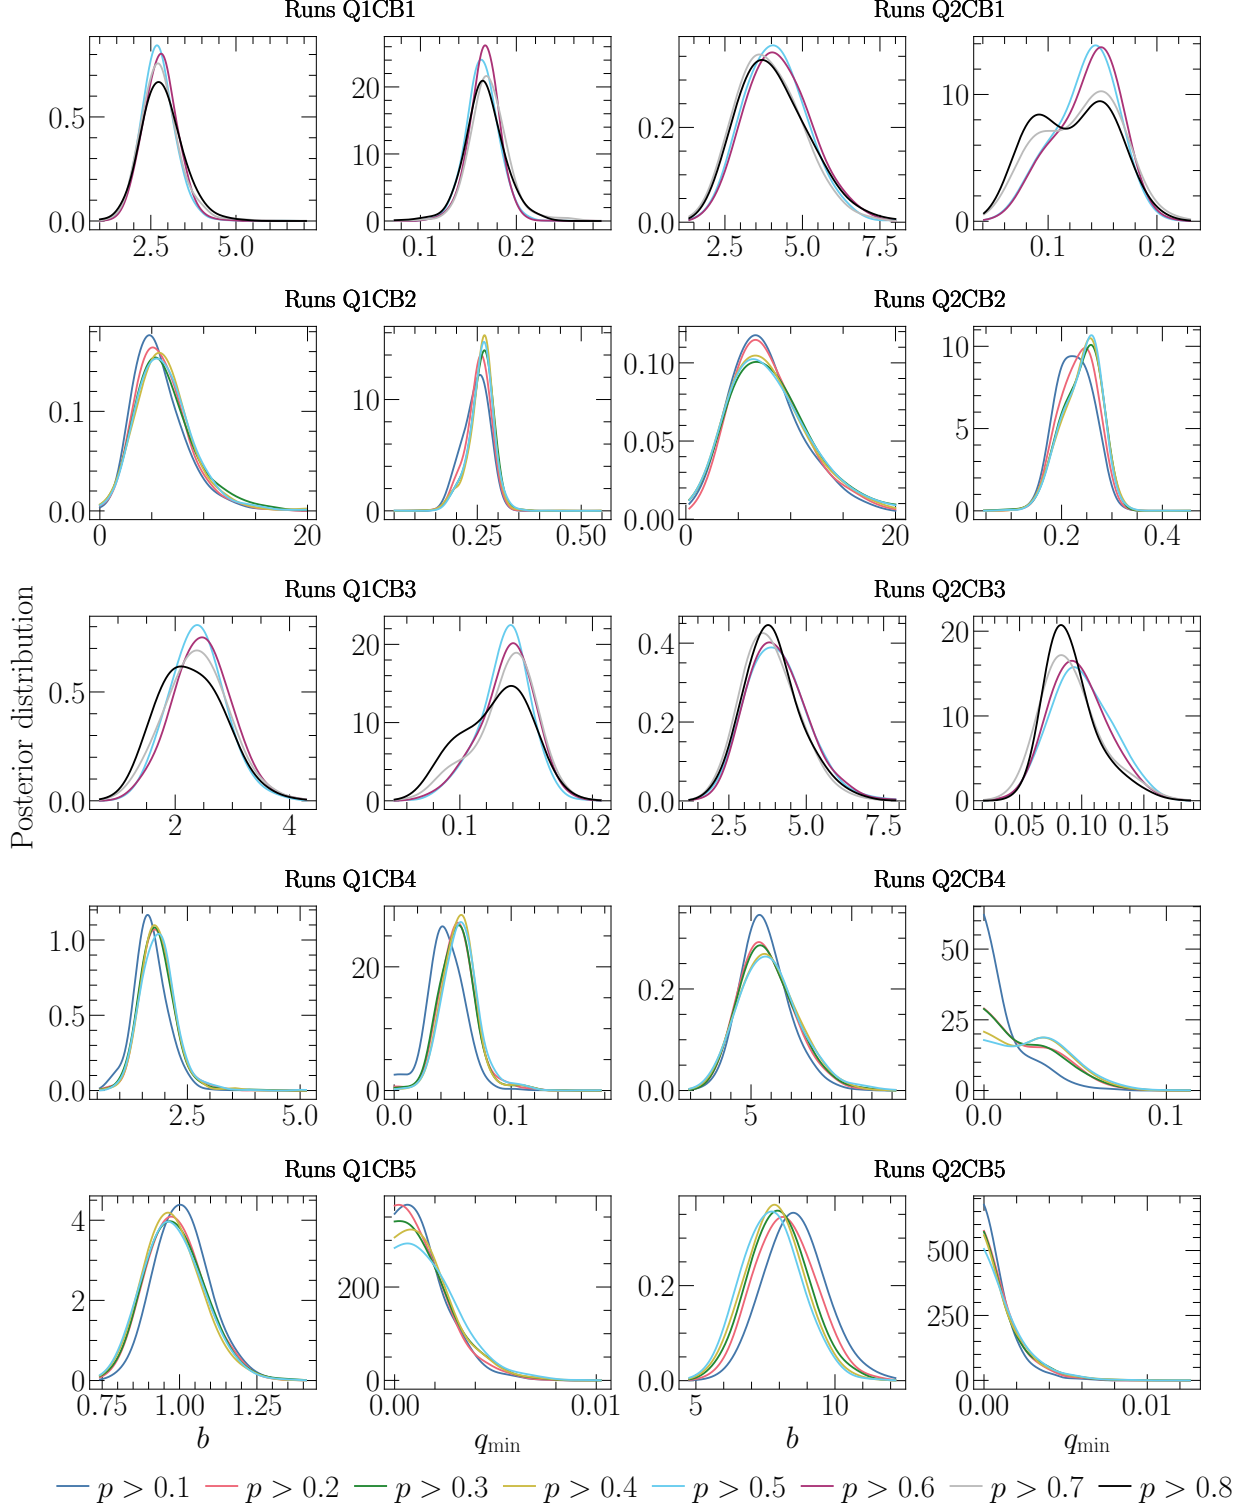 Runs Q1CB1 Runs Q2CB1
0.0 0.5 2.5 5.0
0 10 20 0.1 0.2
0.0 0.2 2.5 5.0 7.5
0 10 0.1 0.2
Runs Q1CB2 Runs Q2CB2
0.0 0.1 0 20
0 10 0.25 0.50
0.00 0.05 0.10 0 20
0 5 10 0.2 0.4
Posterior distribution
Runs Q1CB3 Runs Q2CB3
0.0 0.5 2 4
0 10 20 0.1 0.2
0.0 0.2 0.4 2.5 5.0 7.5
0 10 20 0.05 0.10 0.15
Runs Q1CB4 Runs Q2CB4
0.0 0.5 1.0 2.5 5.0
0 20 0.0 0.1
0.0 0.2 5 10
0 25 50 0.0 0.1
Runs Q1CB5 Runs Q2CB5
0 2 4 0.75 1.00 1.25
0 200 0.00 0.01
0.0 0.2 5 10
0 250 500 0.00 0.01
b q_min b q_min
p > 0.1 p > 0.2 p > 0.3 p > 0.4 p > 0.5 p > 0.6 p > 0.7 p > 0.8